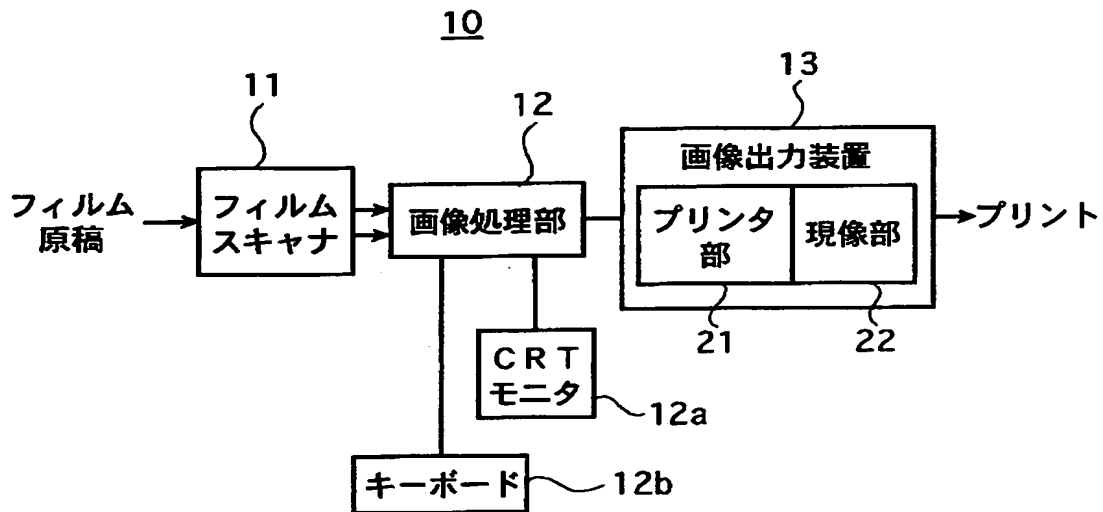 10
11
12
13
フィルム
原稿
フィルム
スキャナ
画像処理部
画像出力装置
プリンタ
部
現像部
プリント
21
22
CRT
モニタ
12a
キーボード
12b